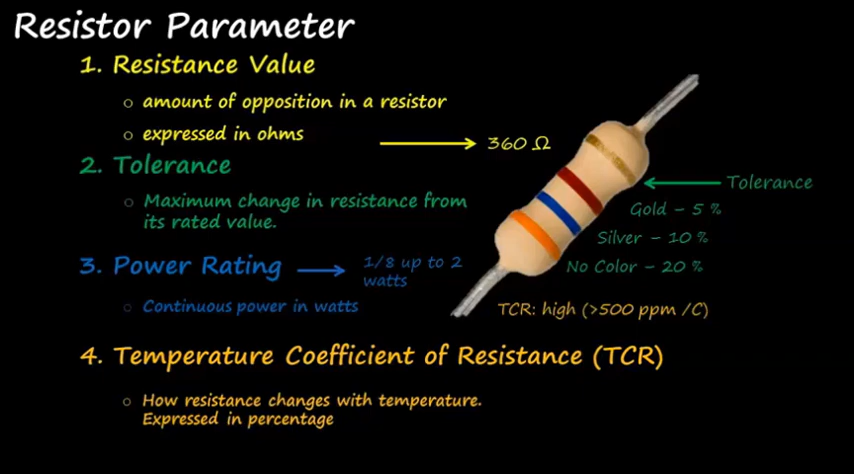 Resistor Parameter
1. Resistance Value
○ amount of opposition in a resistor
○ expressed in ohms
360 Ω
2. Tolerance
○ Maximum change in resistance from
its rated value.
Tolerance
Gold – 5 %
Silver – 10 %
No Color – 20 %
3. Power Rating
1/8 up to 2
watts
○ Continuous power in watts
TCR: high (>500 ppm /C)
4. Temperature Coefficient of Resistance (TCR)
○ How resistance changes with temperature.
Expressed in percentage